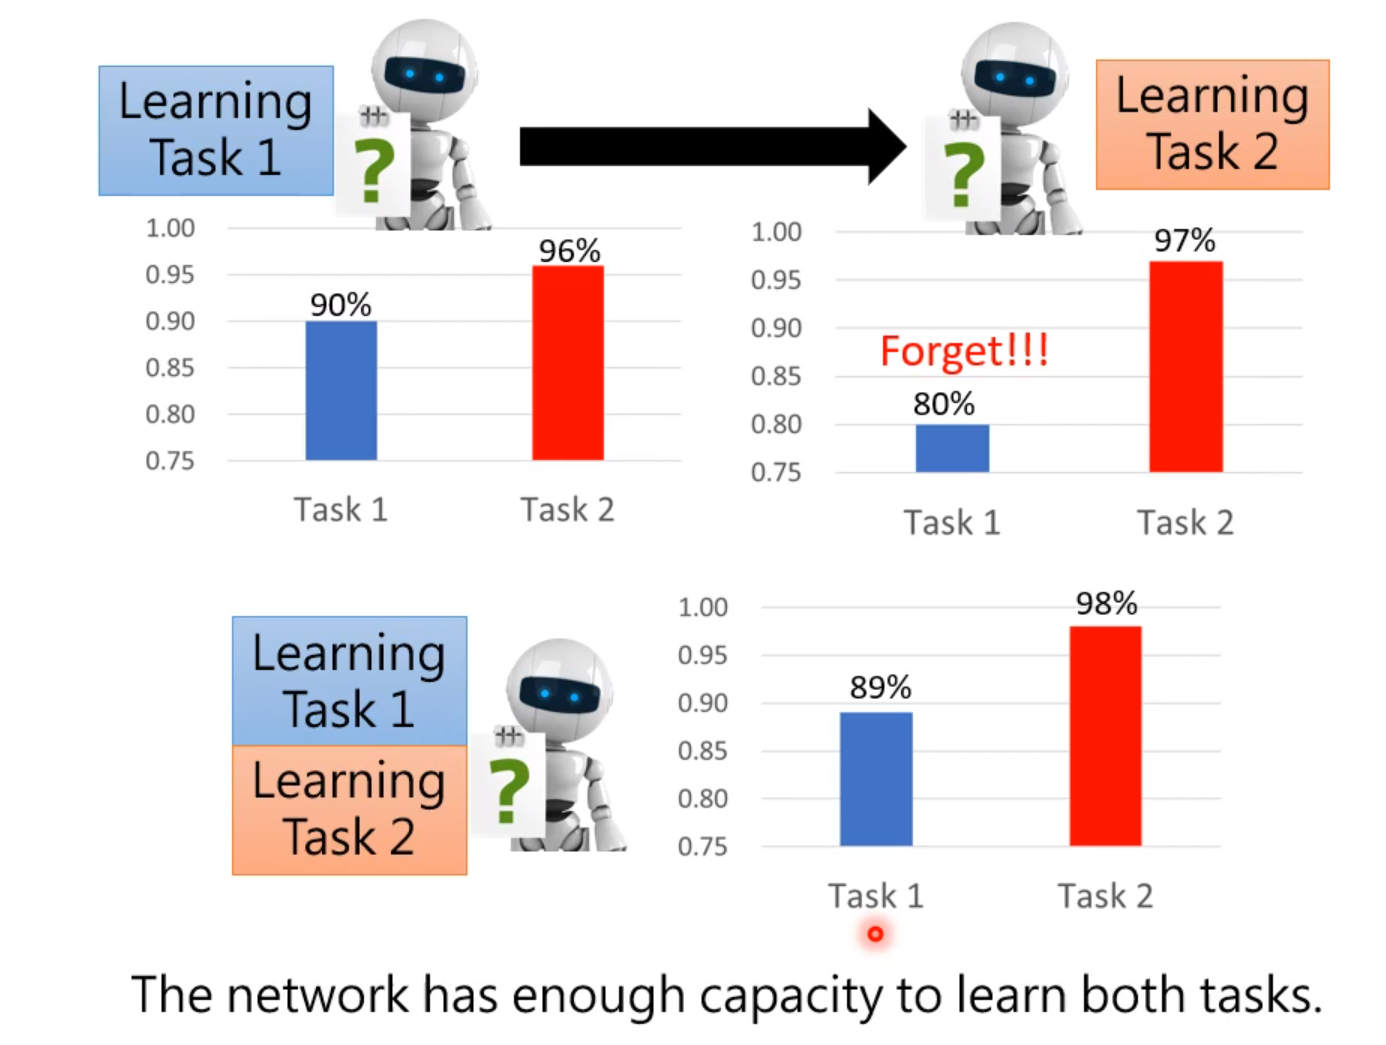 Learning
Task 1
?
?
Learning
Task 2
1.00
0.95
0.90
0.85
0.80
0.75
90%
96%
Task 1
Task 2
1.00
0.95
0.90
0.85
0.80
0.75
Forget!!!
80%
97%
Task 1
Task 2
Learning
Task 1
Learning
Task 2
?
1.00
0.95
0.90
0.85
0.80
0.75
89%
98%
Task 1
Task 2
The network has enough capacity to learn both tasks.